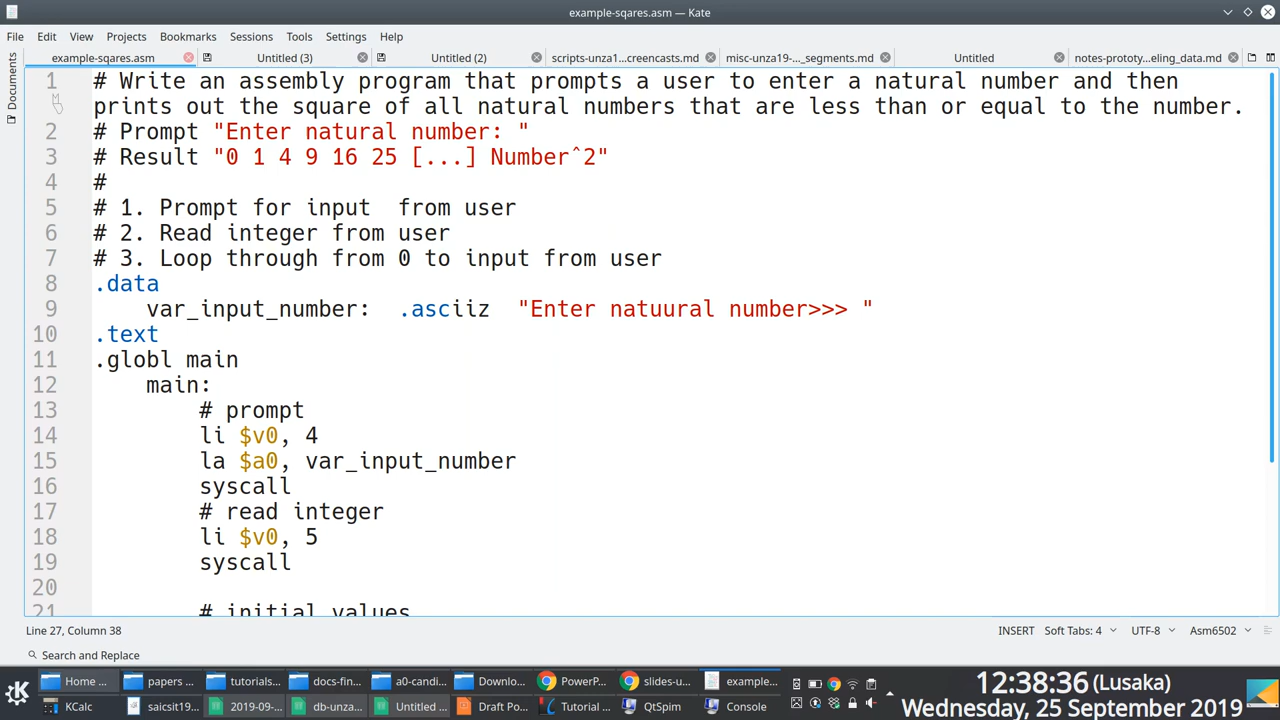 example-sqares.asm — Kate
File Edit View Projects Bookmarks Sessions Tools Settings Help
Documents
example-sqares.asm Untitled (3) Untitled (2) scripts-unza1...creencasts.md misc-unza19-..._segments.md Untitled notes-prototy...eling_data.md
1 # Write an assembly program that prompts a user to enter a natural number and then
prints out the square of all natural numbers that are less than or equal to the number.
2 # Prompt "Enter natural number: "
3 # Result "0 1 4 9 16 25 [...] Number^2"
4 #
5 # 1. Prompt for input  from user
6 # 2. Read integer from user
7 # 3. Loop through from 0 to input from user
8 .data
9 var_input_number:  .asciiz  "Enter natuural number>>> "
10 .text
11 .globl main
12 main:
13 # prompt
14 li $v0, 4
15 la $a0, var_input_number
16 syscall
17 # read integer
18 li $v0, 5
19 syscall
20
21 # initial values
Line 27, Column 38 INSERT Soft Tabs: 4 UTF-8 Asm6502
Search and Replace
Home ... papers ... tutorials... docs-fin... a0-candi... Downlo... PowerP... slides-u... example...
KCalc saicsit19... 2019-09-... db-unza... Untitled ... Draft Po... Tutorial ... QtSpim Console
12:38:36 (Lusaka)
Wednesday, 25 September 2019